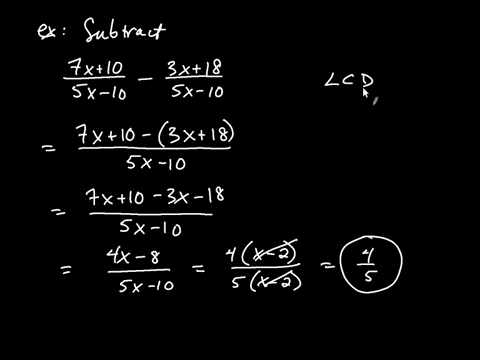 ex: Subtract
(7x+10)/(5x-10) - (3x+18)/(5x-10)
LCD
= (7x+10-(3x+18))/(5x-10)
= (7x+10-3x-18)/(5x-10)
= (4x-8)/(5x-10) = (4(x-2))/(5(x-2)) = 4/5